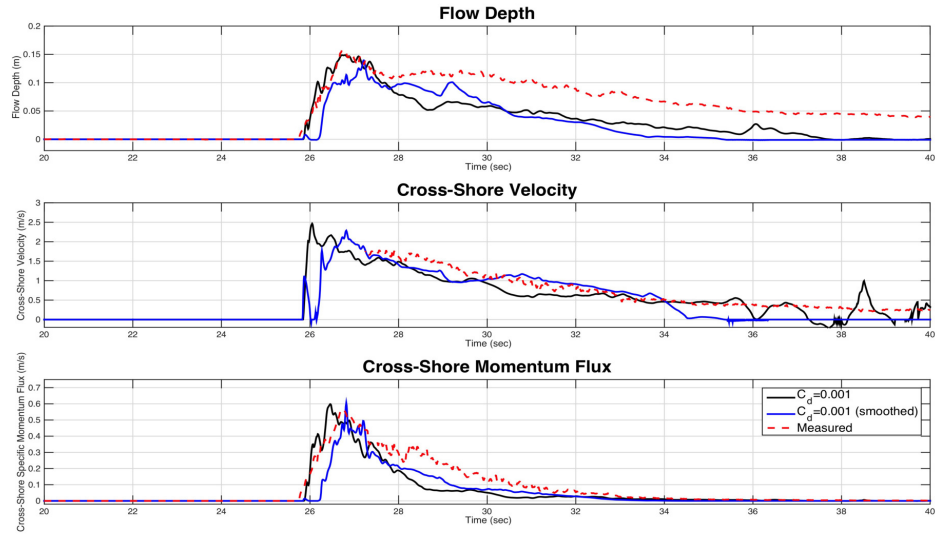 Flow Depth
Flow Depth (m)
0.2
0.15
0.1
0.05
0
20 22 24 26 28 30 32 34 36 38 40
Time (sec)
Cross-Shore Velocity
Cross-Shore Velocity (m/s)
3
2.5
2
1.5
1
0.5
0
20 22 24 26 28 30 32 34 36 38 40
Time (sec)
Cross-Shore Momentum Flux
Cross-Shore Specific Momentum Flux (m/s)
0.7
0.6
0.5
0.4
0.3
0.2
0.1
0
C_d=0.001
C_d=0.001 (smoothed)
Measured
20 22 24 26 28 30 32 34 36 38 40
Time (sec)